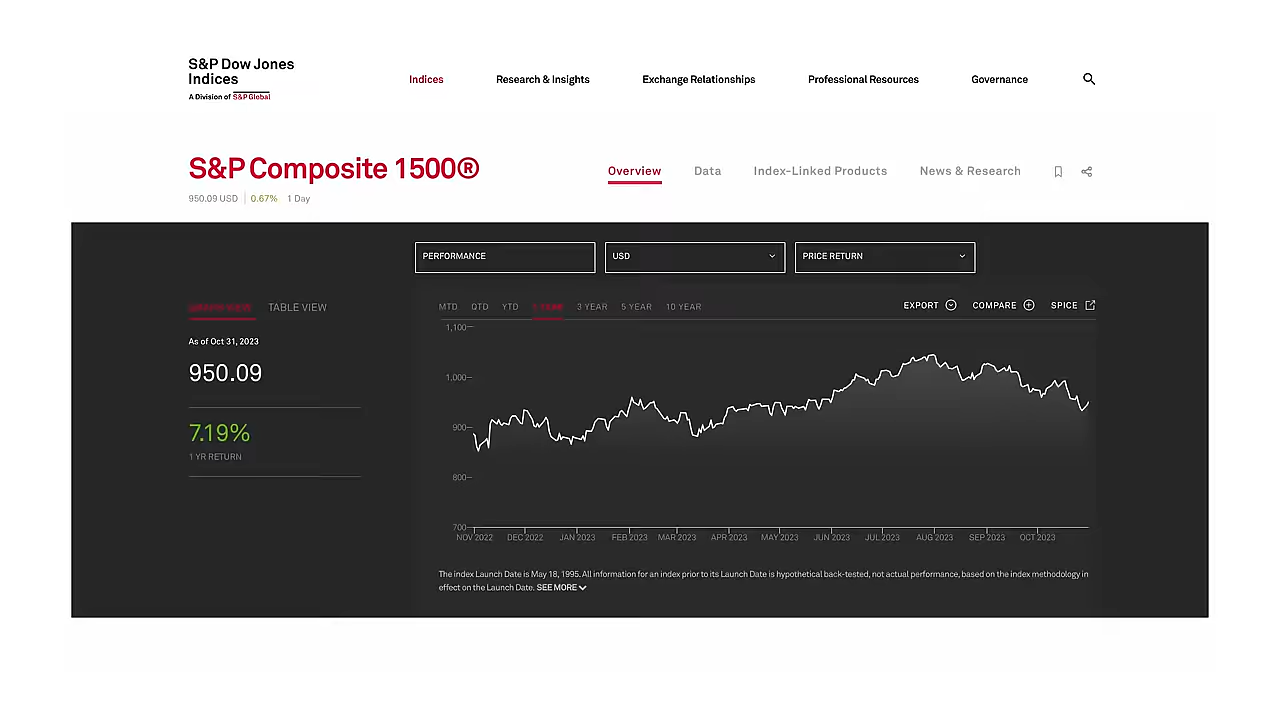 S&P Dow Jones
Indices
A Division of S&P Global
Indices
Research & Insights
Exchange Relationships
Professional Resources
Governance
S&P Composite 1500®
Overview
Data
Index-Linked Products
News & Research
950.09 USD
0.67%
1 Day
PERFORMANCE
USD
PRICE RETURN
TABLE VIEW
MTD
QTD
YTD
1 YEAR
3 YEAR
5 YEAR
10 YEAR
EXPORT
COMPARE
SPICE
As of Oct 31, 2023
950.09
7.19%
1 YR RETURN
1,100
1,000
900
800
700
NOV 2022
DEC 2022
JAN 2023
FEB 2023
MAR 2023
APR 2023
MAY 2023
JUN 2023
JUL 2023
AUG 2023
SEP 2023
OCT 2023
The index Launch Date is May 18, 1995. All information for an index prior to its Launch Date is hypothetical back-tested, not actual performance, based on the index methodology in
effect on the Launch Date. SEE MORE